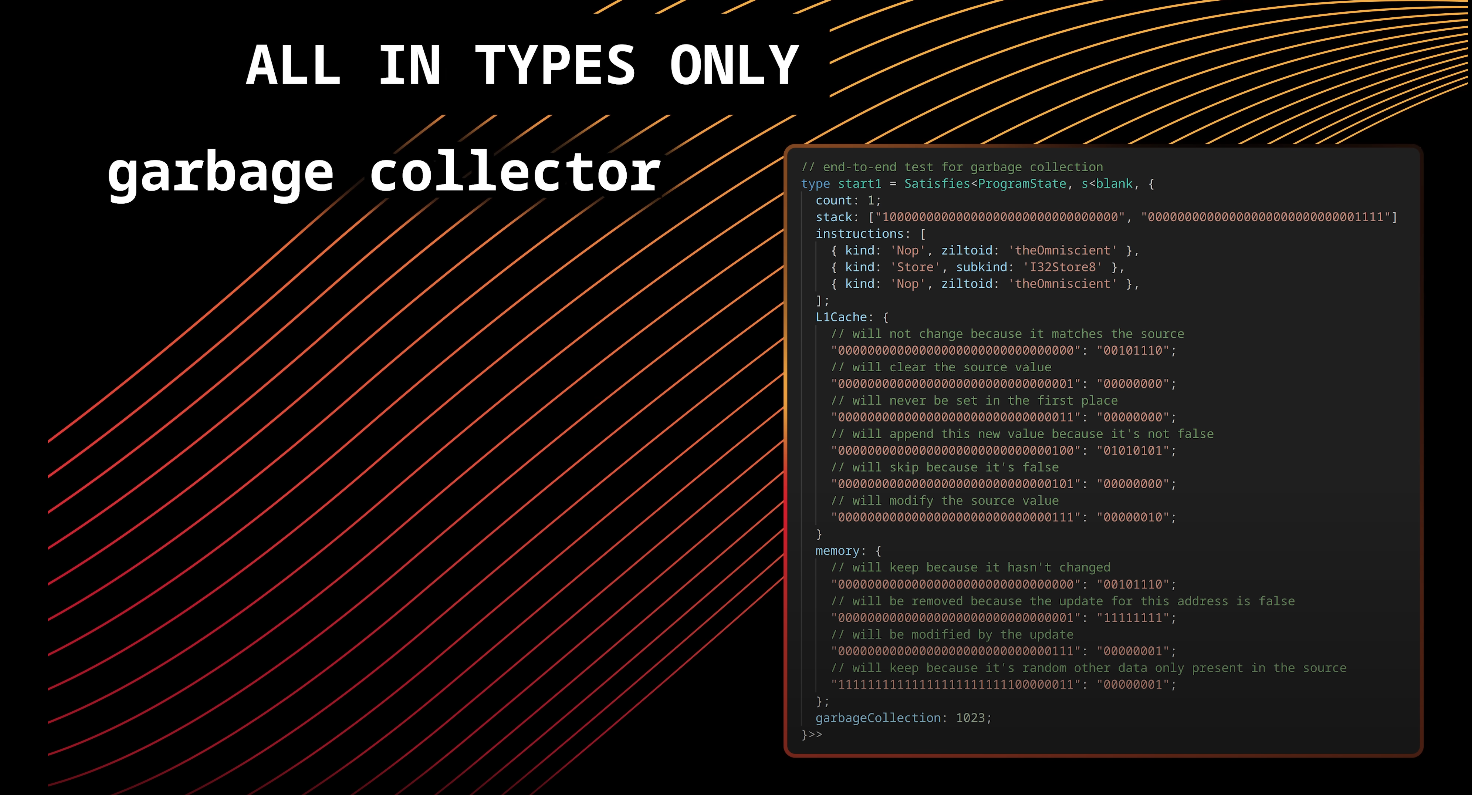 ALL IN TYPES ONLY
garbage collector
// end-to-end test for garbage collection
type start1 = Satisfies<ProgramState, s<blank, {
count: 1;
stack: ["10000000000000000000000000000000", "00000000000000000000000000001111"]
instructions: [
{ kind: 'Nop', ziltoid: 'theOmniscient' },
{ kind: 'Store', subkind: 'I32Store8' },
{ kind: 'Nop', ziltoid: 'theOmniscient' },
];
L1Cache: {
// will not change because it matches the source
"00000000000000000000000000000000": "00101110";
// will clear the source value
"00000000000000000000000000000001": "00000000";
// will never be set in the first place
"00000000000000000000000000000011": "00000000";
// will append this new value because it's not false
"00000000000000000000000000000100": "01010101";
// will skip because it's false
"00000000000000000000000000000101": "00000000";
// will modify the source value
"00000000000000000000000000000111": "00000010";
}
memory: {
// will keep because it hasn't changed
"00000000000000000000000000000000": "00101110";
// will be removed because the update for this address is false
"00000000000000000000000000000001": "11111111";
// will be modified by the update
"00000000000000000000000000000111": "00000001";
// will keep because it's random other data only present in the source
"11111111111111111111111100000011": "00000001";
};
garbageCollection: 1023;
}>>